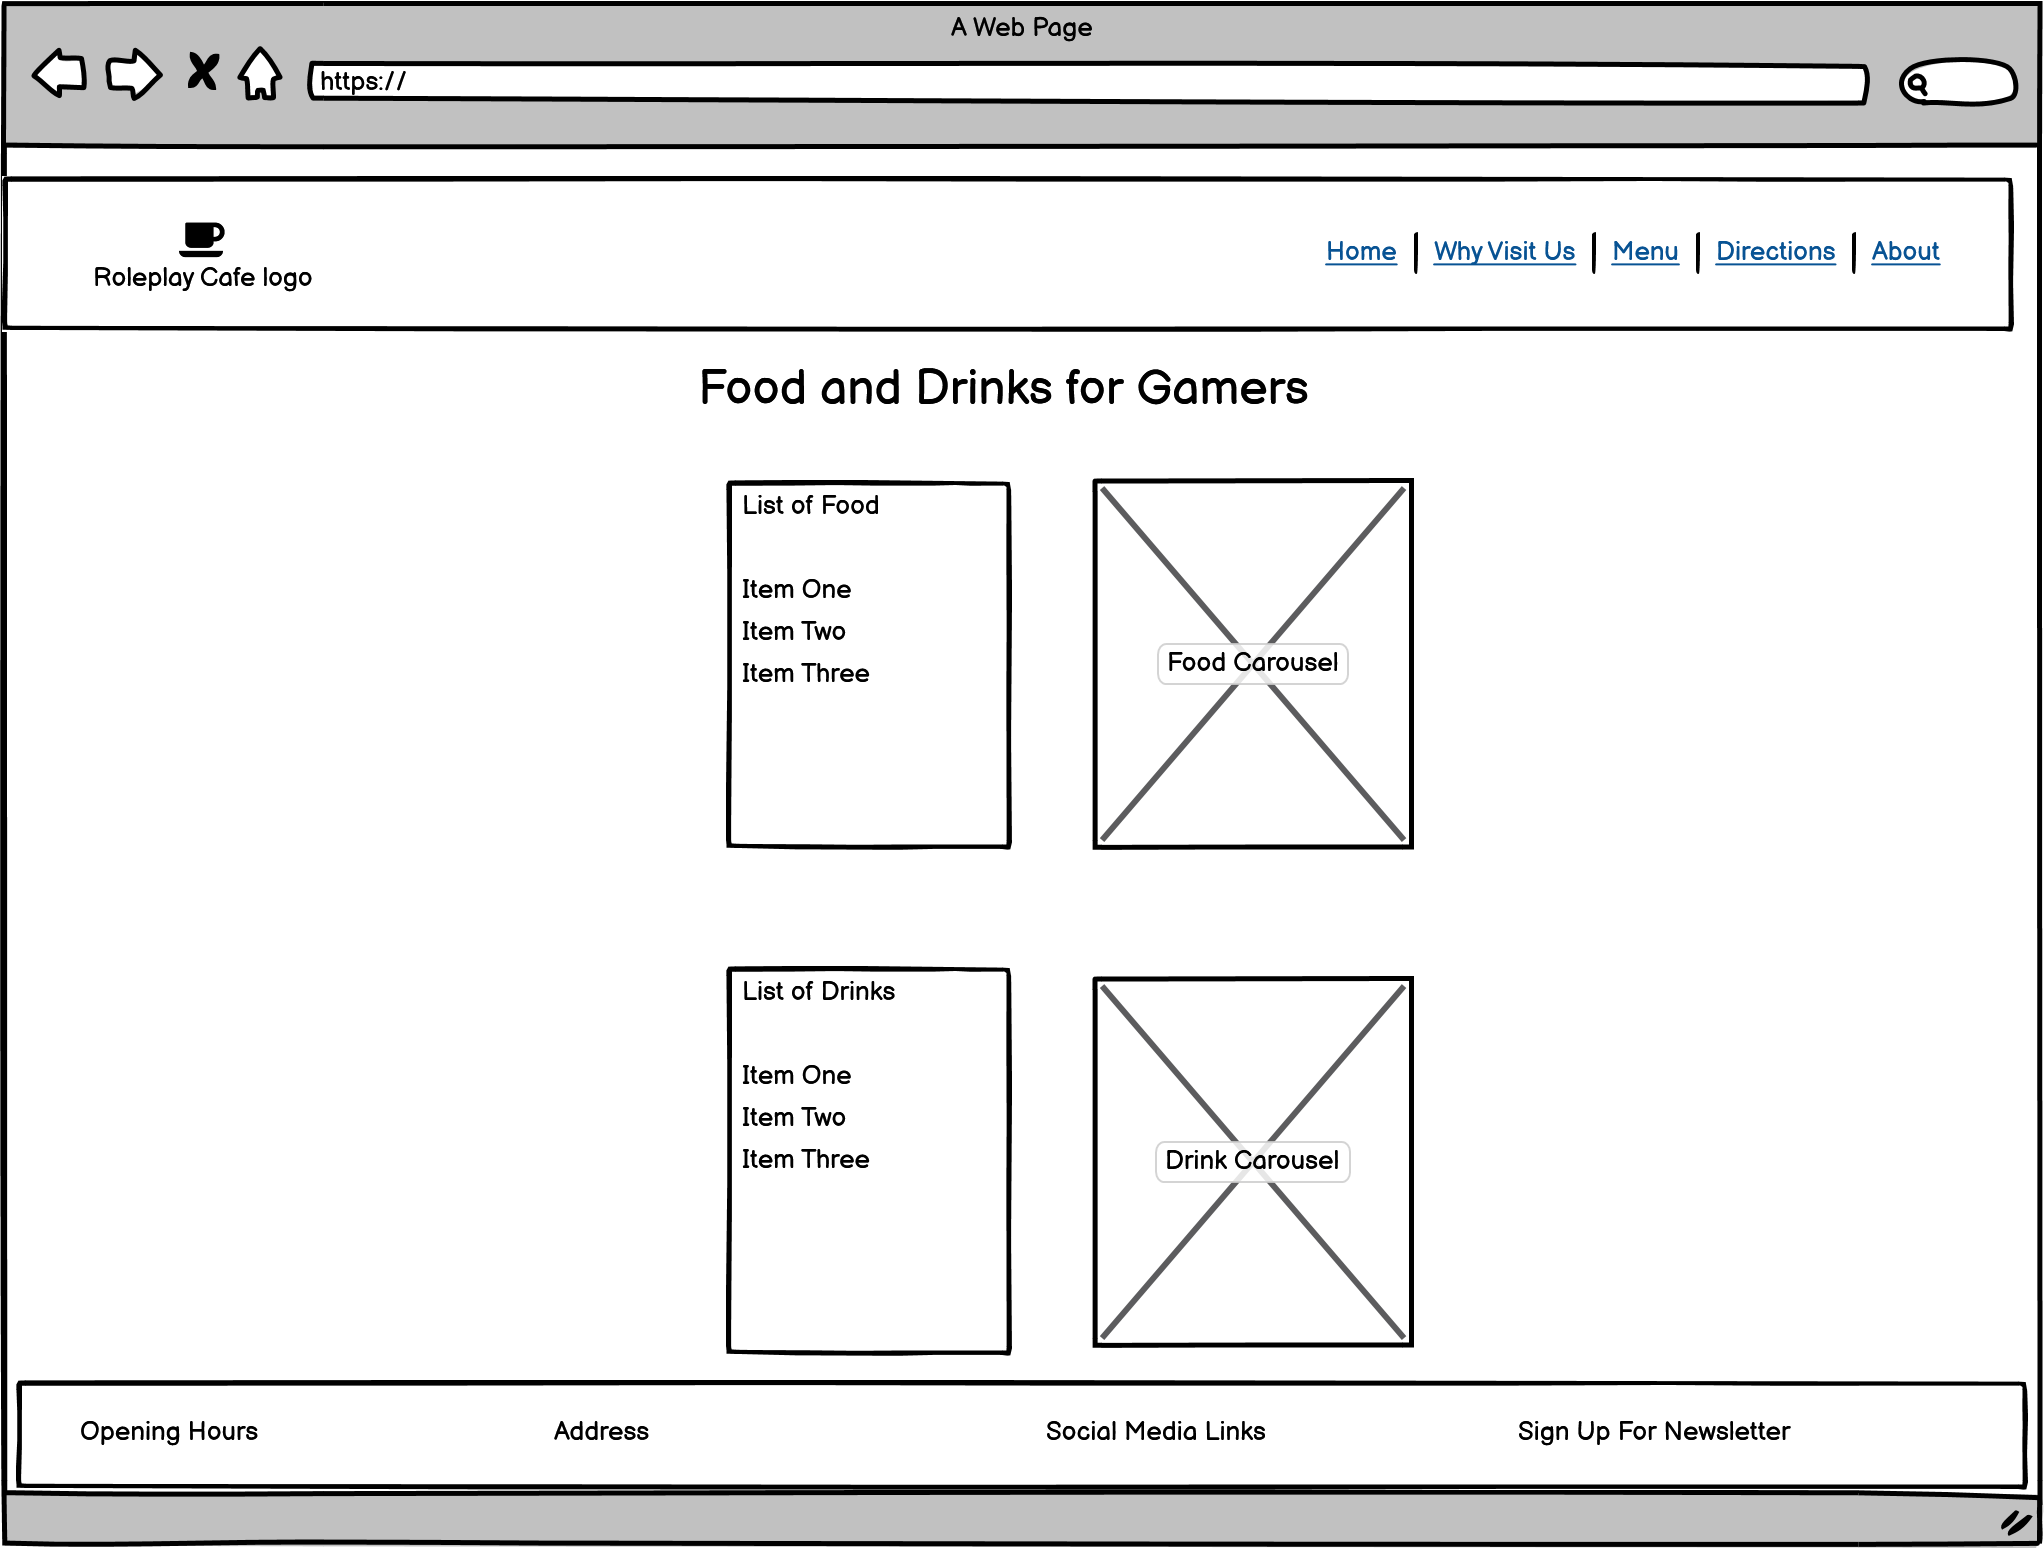 A Web Page
https://
Roleplay Cafe logo
Home | Why Visit Us | Menu | Directions | About
Food and Drinks for Gamers
List of Food
Item One
Item Two
Item Three
Food Carousel
List of Drinks
Item One
Item Two
Item Three
Drink Carousel
Opening Hours
Address
Social Media Links
Sign Up For Newsletter